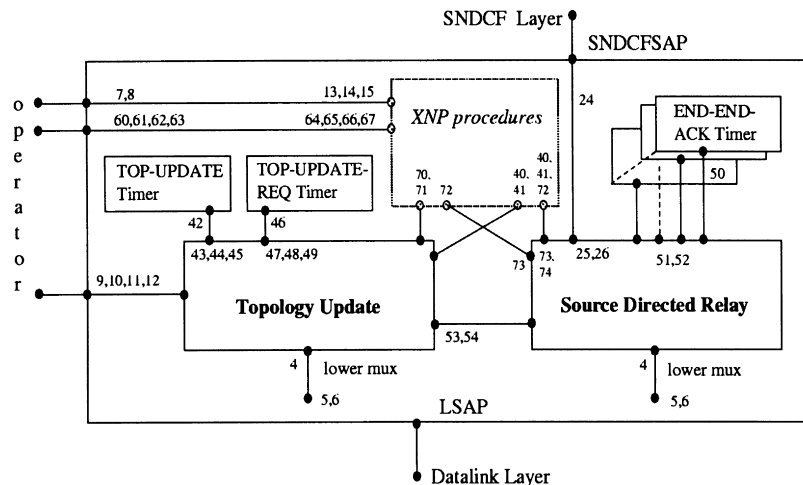 SNDCF Layer
SNDCFSAP
operator
7,8
13,14,15
60,61,62,63
64,65,66,67
XNP procedures
24
END-END-
ACK Timer
50
TOP-UPDATE
Timer
TOP-UPDATE-
REQ Timer
70.
71
72
40.
41
40.
41.
72
42
46
43,44,45
47,48,49
73
73.
74
25,26
51,52
9,10,11,12
Topology Update
Source Directed Relay
53,54
4
lower mux
5,6
4
lower mux
5,6
LSAP
Datalink Layer